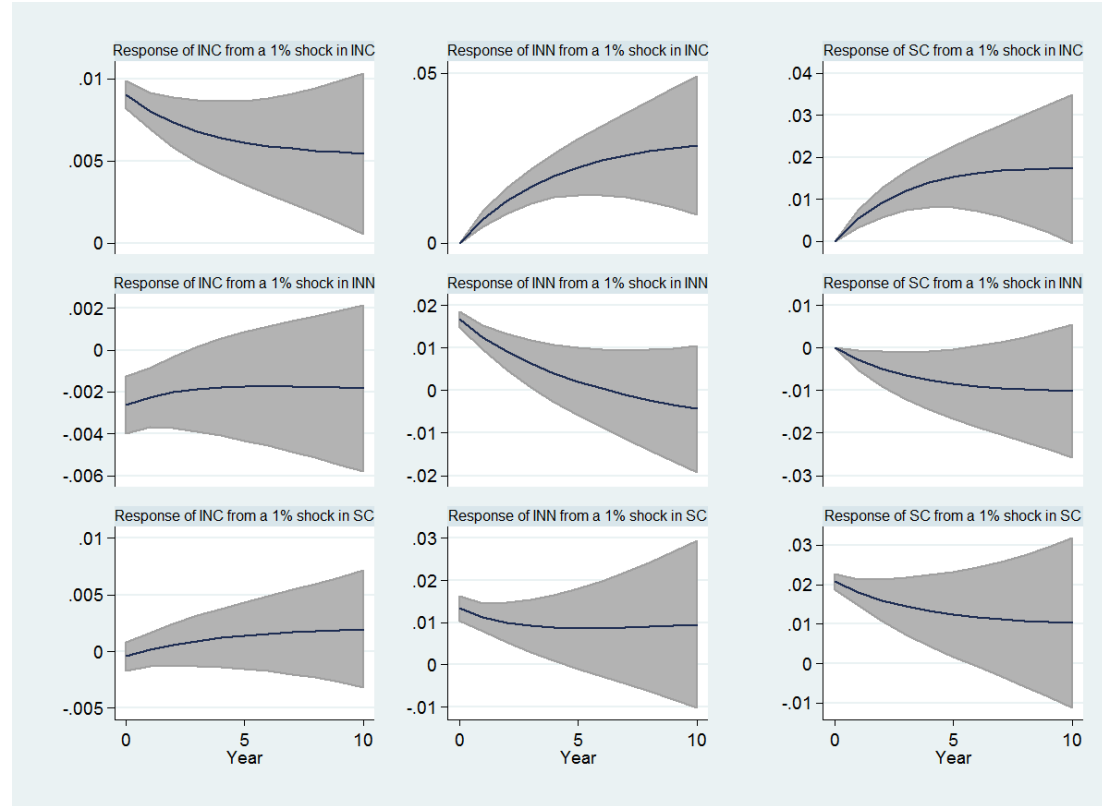 Response of INC from a 1% shock in INC
Response of INN from a 1% shock in INC
Response of SC from a 1% shock in INC
.01
.005
0
.05
0
.04
.03
.02
.01
0
Response of INC from a 1% shock in INN
Response of INN from a 1% shock in INN
Response of SC from a 1% shock in INN
.002
0
-.002
-.004
-.006
.02
.01
0
-.01
-.02
.01
0
-.01
-.02
-.03
Response of INC from a 1% shock in SC
Response of INN from a 1% shock in SC
Response of SC from a 1% shock in SC
.01
.005
0
-.005
.03
.02
.01
0
-.01
.03
.02
.01
0
-.01
0 5 10
Year
0 5 10
Year
0 5 10
Year